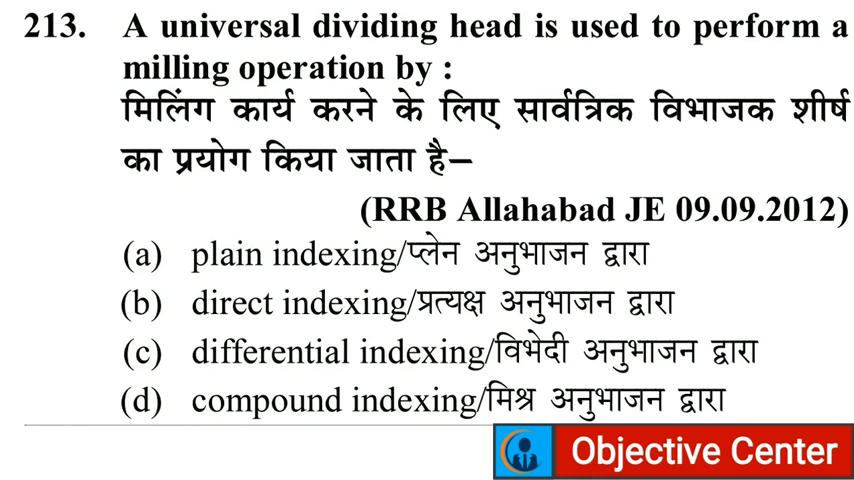 213. A universal dividing head is used to perform a
milling operation by :
मिलिंग कार्य करने के लिए सार्वत्रिक विभाजक शीर्ष
का प्रयोग किया जाता है–
(RRB Allahabad JE 09.09.2012)
(a) plain indexing/प्लेन अनुभाजन द्वारा
(b) direct indexing/प्रत्यक्ष अनुभाजन द्वारा
(c) differential indexing/विभेदी अनुभाजन द्वारा
(d) compound indexing/मिश्र अनुभाजन द्वारा
Objective Center